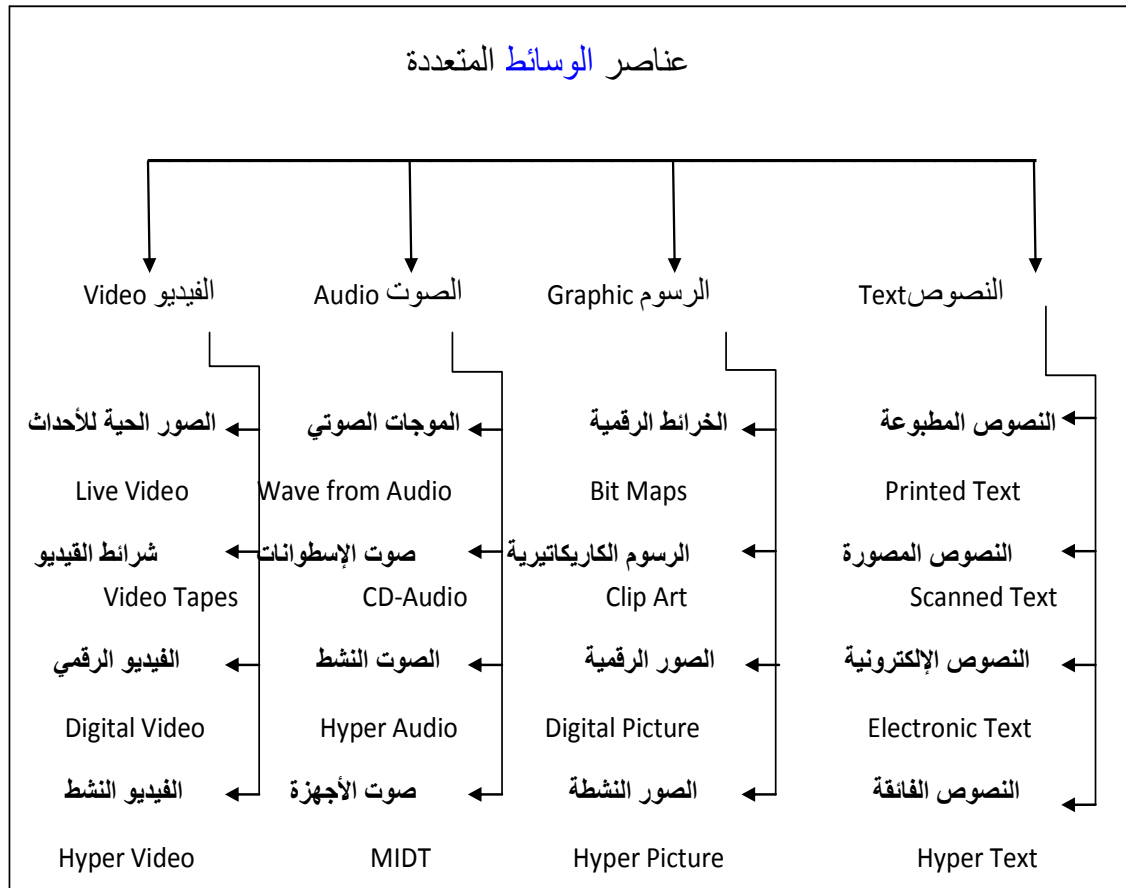 عناصر الوسائط المتعددة
النصوصText الرسوم Graphic الصوت Audio الفيديو Video
النصوص المطبوعة الخرائط الرقمية الموجات الصوتي الصور الحية للأحداث
Printed Text Bit Maps Wave from Audio Live Video
النصوص المصورة الرسوم الكاريكاتيرية صوت الإسطوانات شرائط القيديو
Scanned Text Clip Art CD-Audio Video Tapes
النصوص الإلكترونية الصور الرقمية الصوت النشط الفيديو الرقمي
Electronic Text Digital Picture Hyper Audio Digital Video
النصوص الفائقة الصور النشطة صوت الأجهزة الفيديو النشط
Hyper Text Hyper Picture MIDT Hyper Video